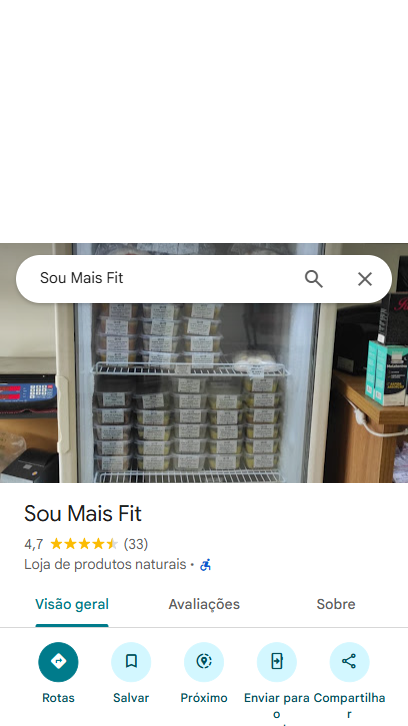 Sou Mais Fit
Sou Mais Fit
4,7 (33)
Loja de produtos naturais ·
Visão geral Avaliações Sobre
Rotas Salvar Próximo Enviar para o Compartilhar